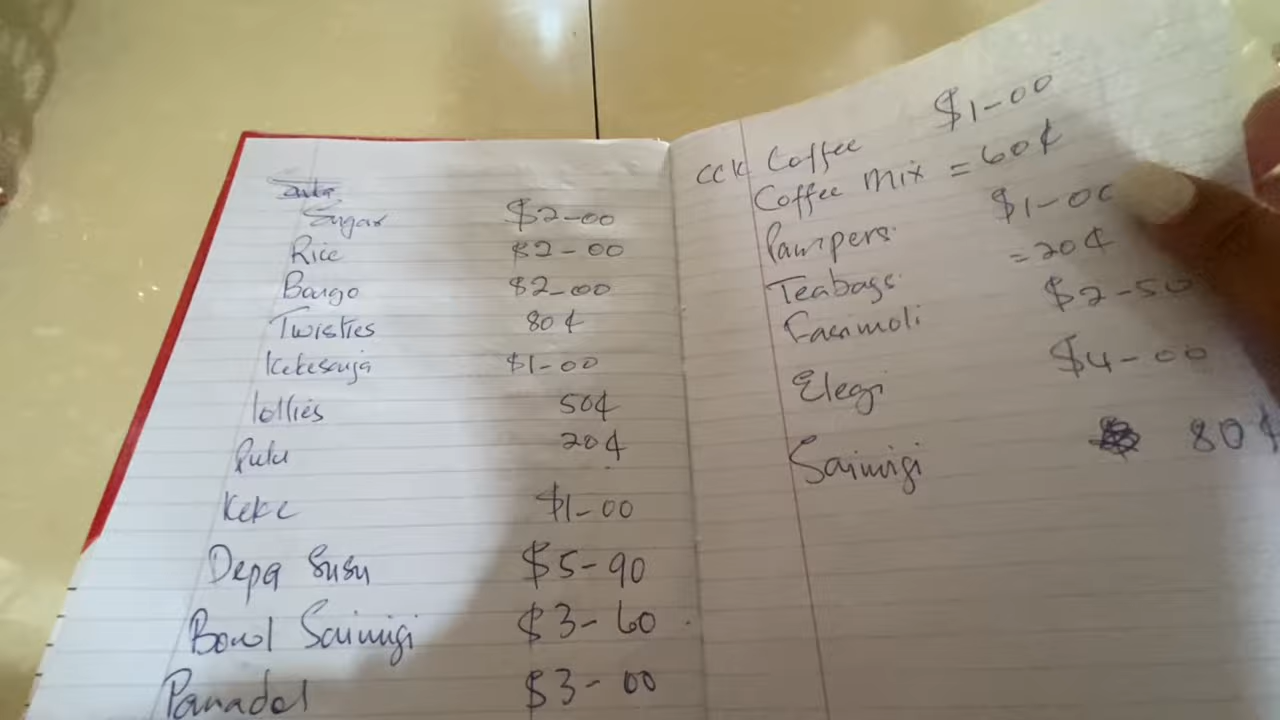 Sugar $2-00
Rice $2-00
Bongo $2-00
Twisties 80¢
Kekesaiga $1-00
lollies 50¢
Pulu 20¢
Keke $1-00
Depa Susu $5-90
Bowl Saimigi $3-60
Panadol $3-00
CCK Coffee $1-00
Coffee mix = 60¢
Pampers $1-00
Teabags = 20¢
Faanmoli $2-50
Elegi $4-00
Saimigi 80¢